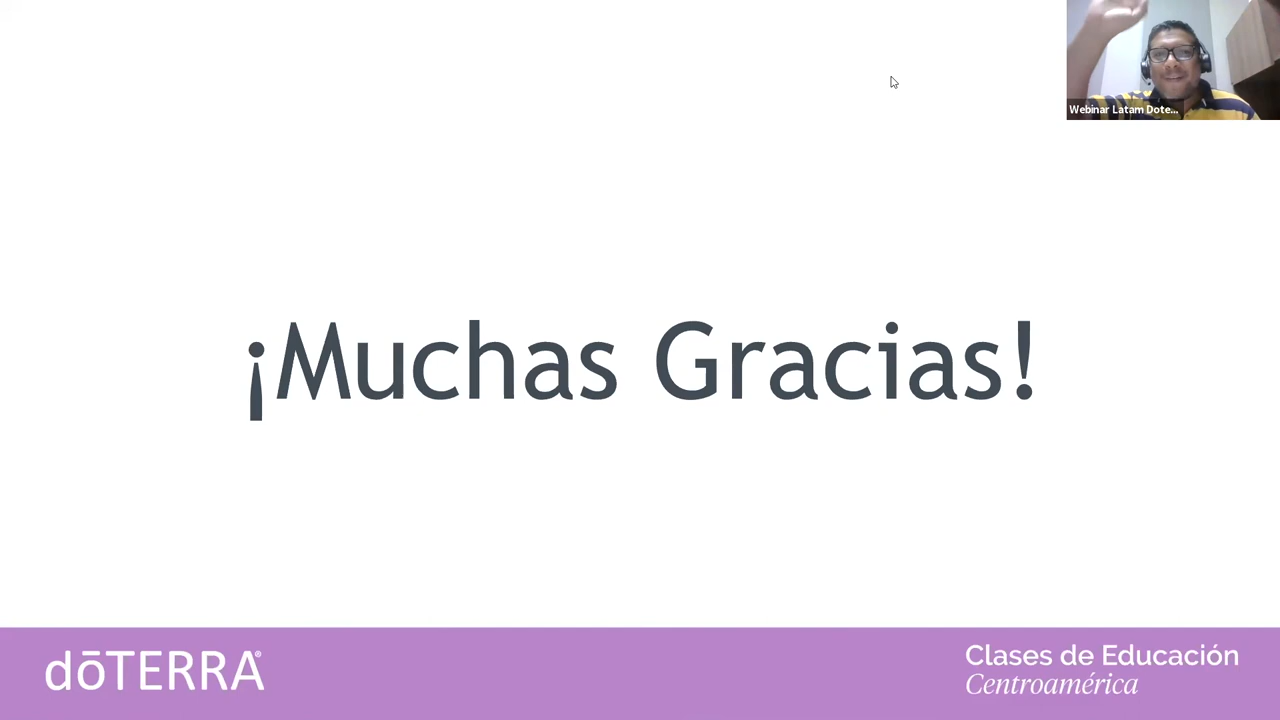 Webinar Latam Dote...
¡Muchas Gracias!
dōTERRA®
Clases de Educación
Centroamérica